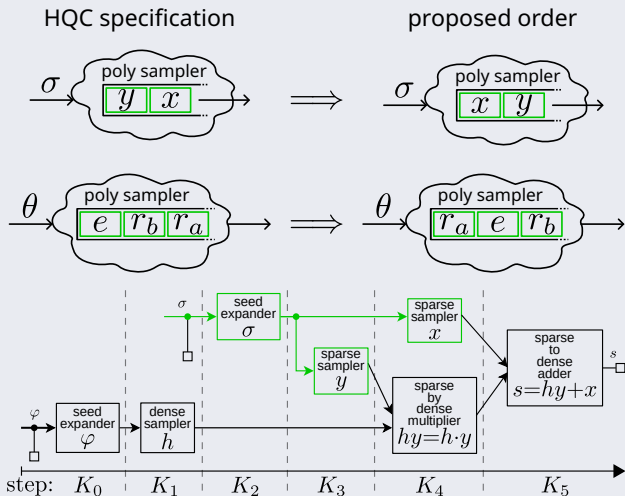 HQC specification proposed order
σ poly sampler y x ⟹ σ poly sampler x y
θ poly sampler e r_b r_a ⟹ θ poly sampler r_a e r_b
σ
seed
expander
σ
sparse
sampler
x
sparse
sampler
y
sparse
to
dense
adder
s=hy+x
s
φ
seed
expander
φ
dense
sampler
h
sparse
by
dense
multiplier
hy=h·y
step: K_0 K_1 K_2 K_3 K_4 K_5